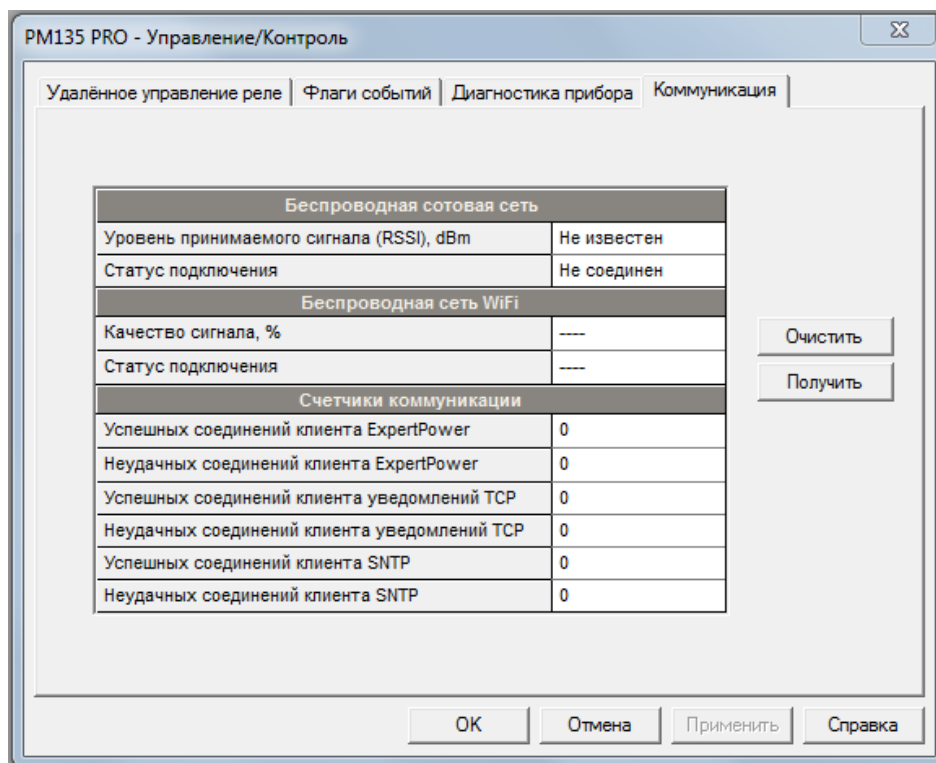 PM135 PRO - Управление/Контроль
Удалённое управление реле Флаги событий Диагностика прибора Коммуникация
Беспроводная сотовая сеть
Уровень принимаемого сигнала (RSSI), dBm Не известен
Статус подключения Не соединен
Беспроводная сеть WiFi
Качество сигнала, % ----
Статус подключения ----
Счетчики коммуникации
Успешных соединений клиента ExpertPower 0
Неудачных соединений клиента ExpertPower 0
Успешных соединений клиента уведомлений TCP 0
Неудачных соединений клиента уведомлений TCP 0
Успешных соединений клиента SNTP 0
Неудачных соединений клиента SNTP 0
Очистить
Получить
OK Отмена Применить Справка